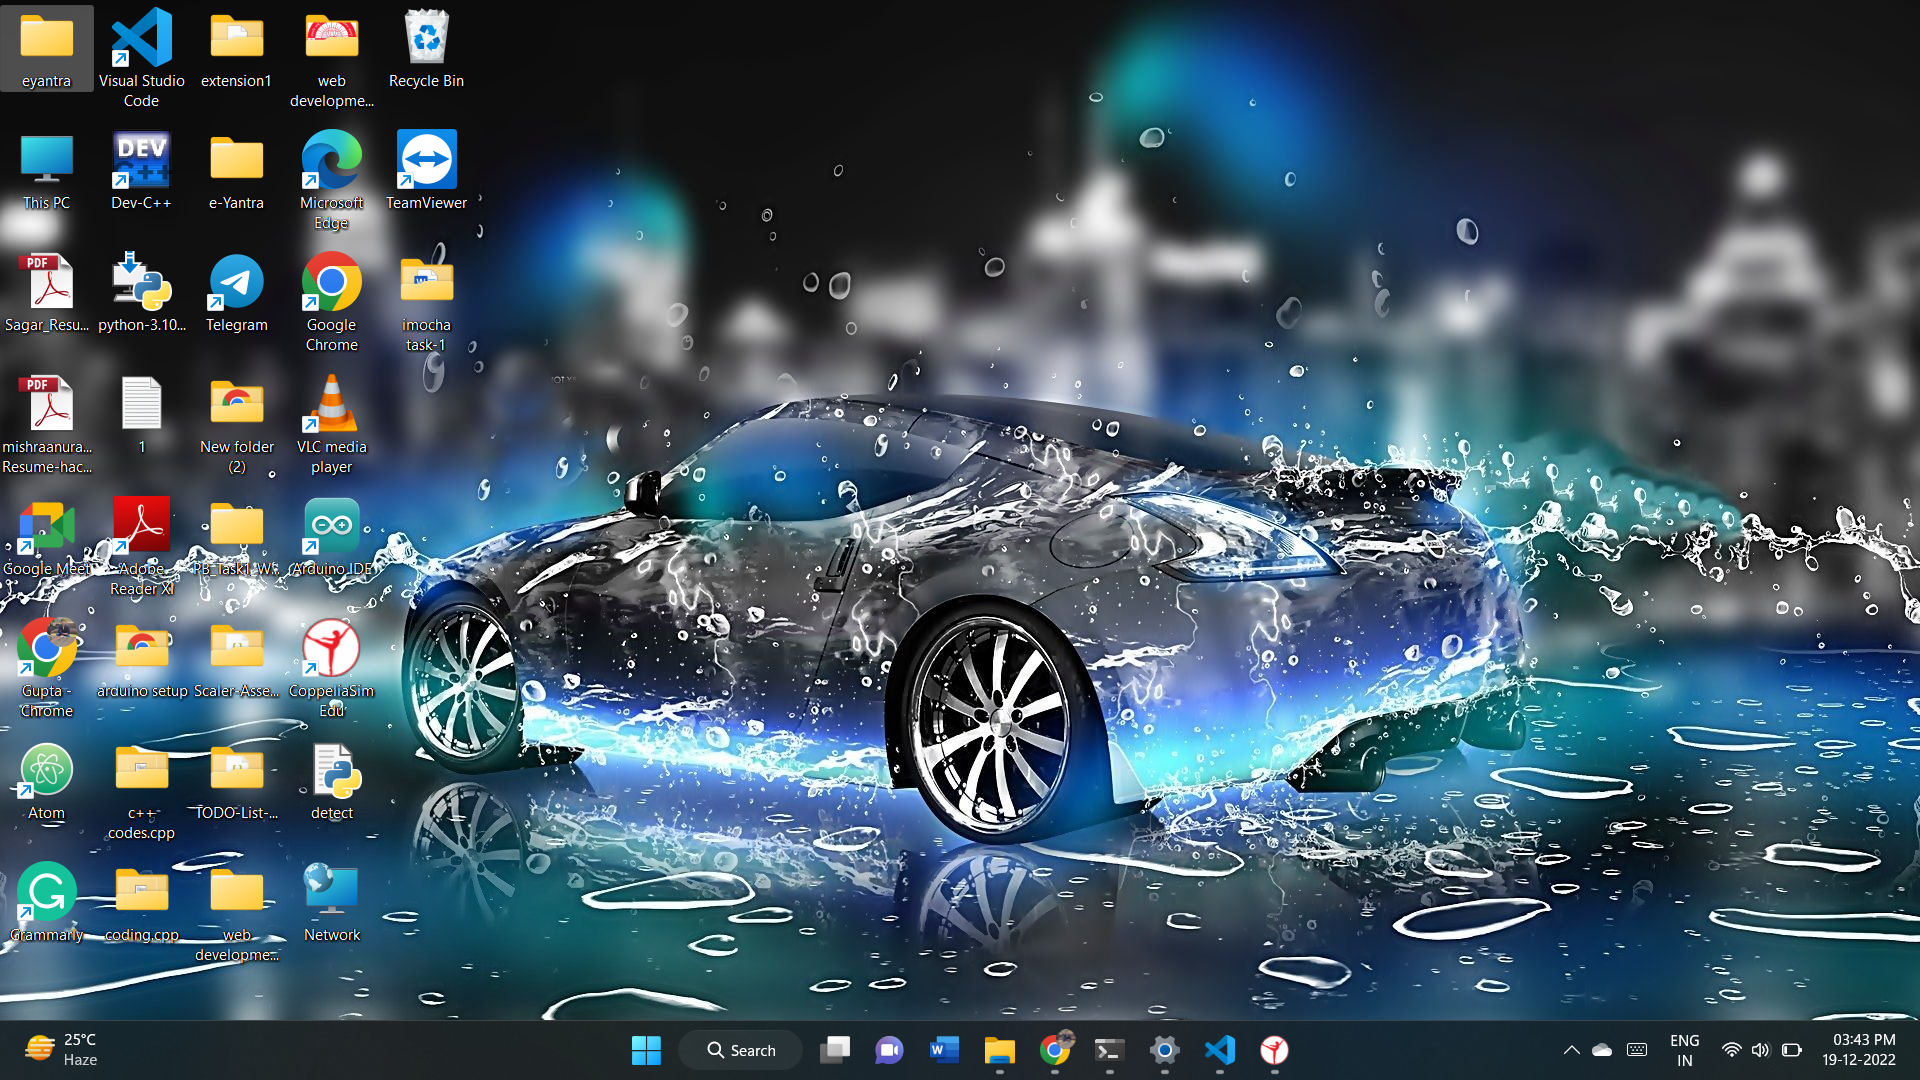 eyantra
Visual Studio
Code
extension1
web
developme...
Recycle Bin
This PC
DEV
C++
Dev-C++
e-Yantra
Microsoft
Edge
TeamViewer
PDF
Sagar_Resu...
python-3.10...
Telegram
Google
Chrome
W
imocha
task-1
PDF
mishraanura...
Resume-hac...
1
New folder
(2)
VLC media
player
Google Meet
Adobe
Reader XI
PB_Task1_W...
Arduino IDE
Gupta -
Chrome
arduino setup
Scaler-Asse...
CoppeliaSim
Edu
Atom
c++
codes.cpp
TODO-List-...
detect
G
Grammarly
coding.cpp
web
developme...
Network
25°C
Haze
Search
W
ENG
IN
03:43 PM
19-12-2022